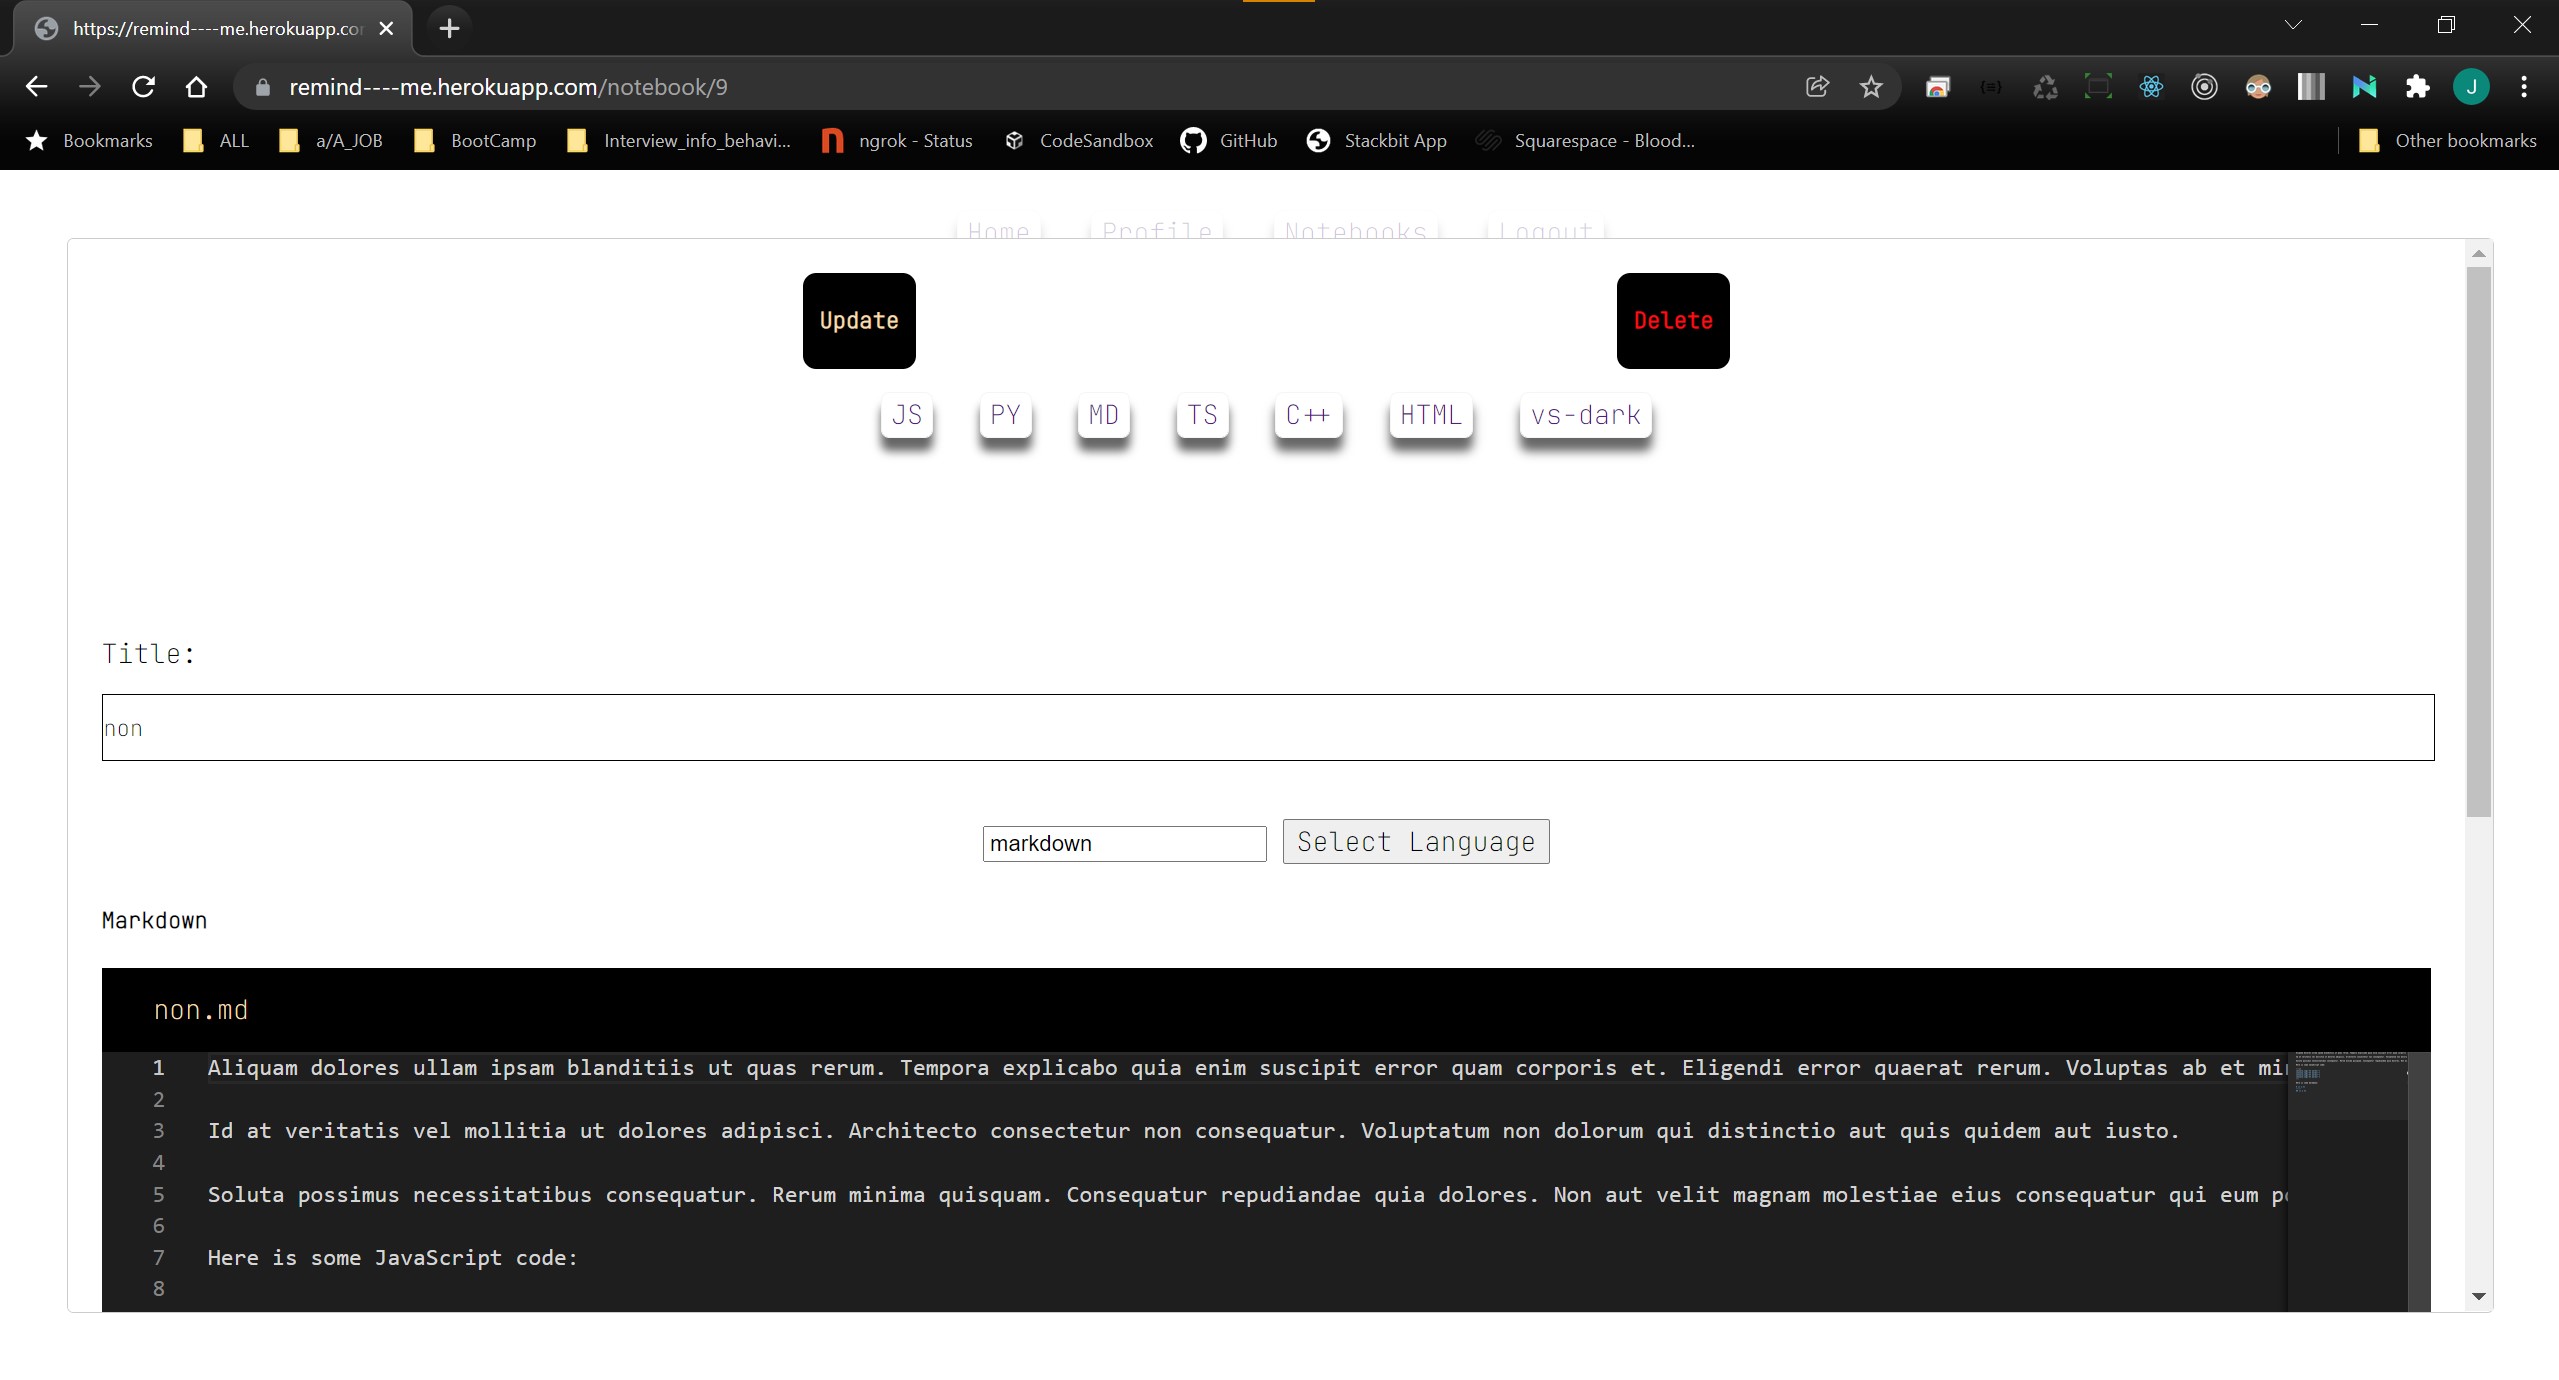 https://remind----me.herokuapp.co
remind----me.herokuapp.com/notebook/9
J
Bookmarks ALL a/A_JOB BootCamp Interview_info_behavi... ngrok - Status CodeSandbox GitHub Stackbit App Squarespace - Blood... Other bookmarks
Home Profile Notebooks Logout
Update Delete
JS PY MD TS C++ HTML vs-dark
Title:
non
markdown Select Language
Markdown
non.md
1 Aliquam dolores ullam ipsam blanditiis ut quas rerum. Tempora explicabo quia enim suscipit error quam corporis et. Eligendi error quaerat rerum. Voluptas ab et mi
2
3 Id at veritatis vel mollitia ut dolores adipisci. Architecto consectetur non consequatur. Voluptatum non dolorum qui distinctio aut quis quidem aut iusto.
4
5 Soluta possimus necessitatibus consequatur. Rerum minima quisquam. Consequatur repudiandae quia dolores. Non aut velit magnam molestiae eius consequatur qui eum p
6
7 Here is some JavaScript code:
8